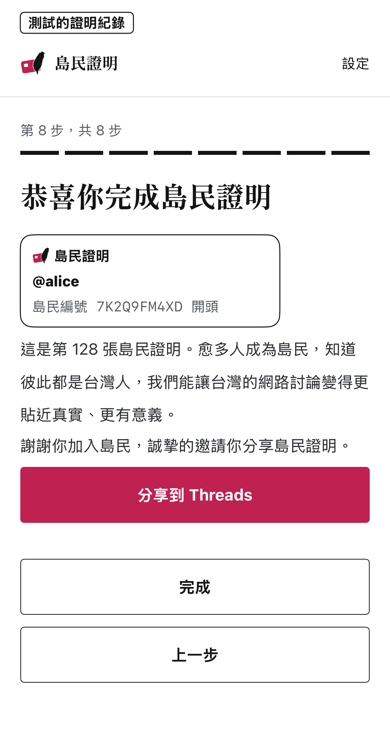 測試的證明紀錄
島民證明
設定
第 8 步，共 8 步
恭喜你完成島民證明
島民證明
@alice
島民編號 7K2Q9FM4XD 開頭
這是第 128 張島民證明。愈多人成為島民，知道
彼此都是台灣人，我們能讓台灣的網路討論變得更
貼近真實、更有意義。
謝謝你加入島民，誠摯的邀請你分享島民證明。
分享到 Threads
完成
上一步